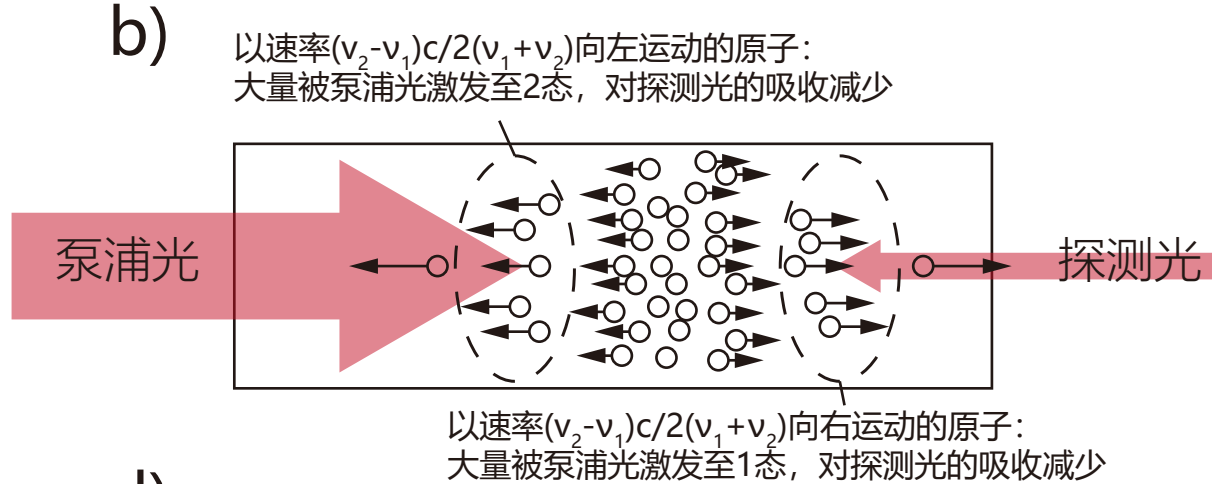 b)
以速率(v₂-ν₁)c/2(ν₁+ν₂)向左运动的原子：
大量被泵浦光激发至2态，对探测光的吸收减少
泵浦光
探测光
以速率(ν₂-ν₁)c/2(ν₁+ν₂)向右运动的原子：
大量被泵浦光激发至1态，对探测光的吸收减少